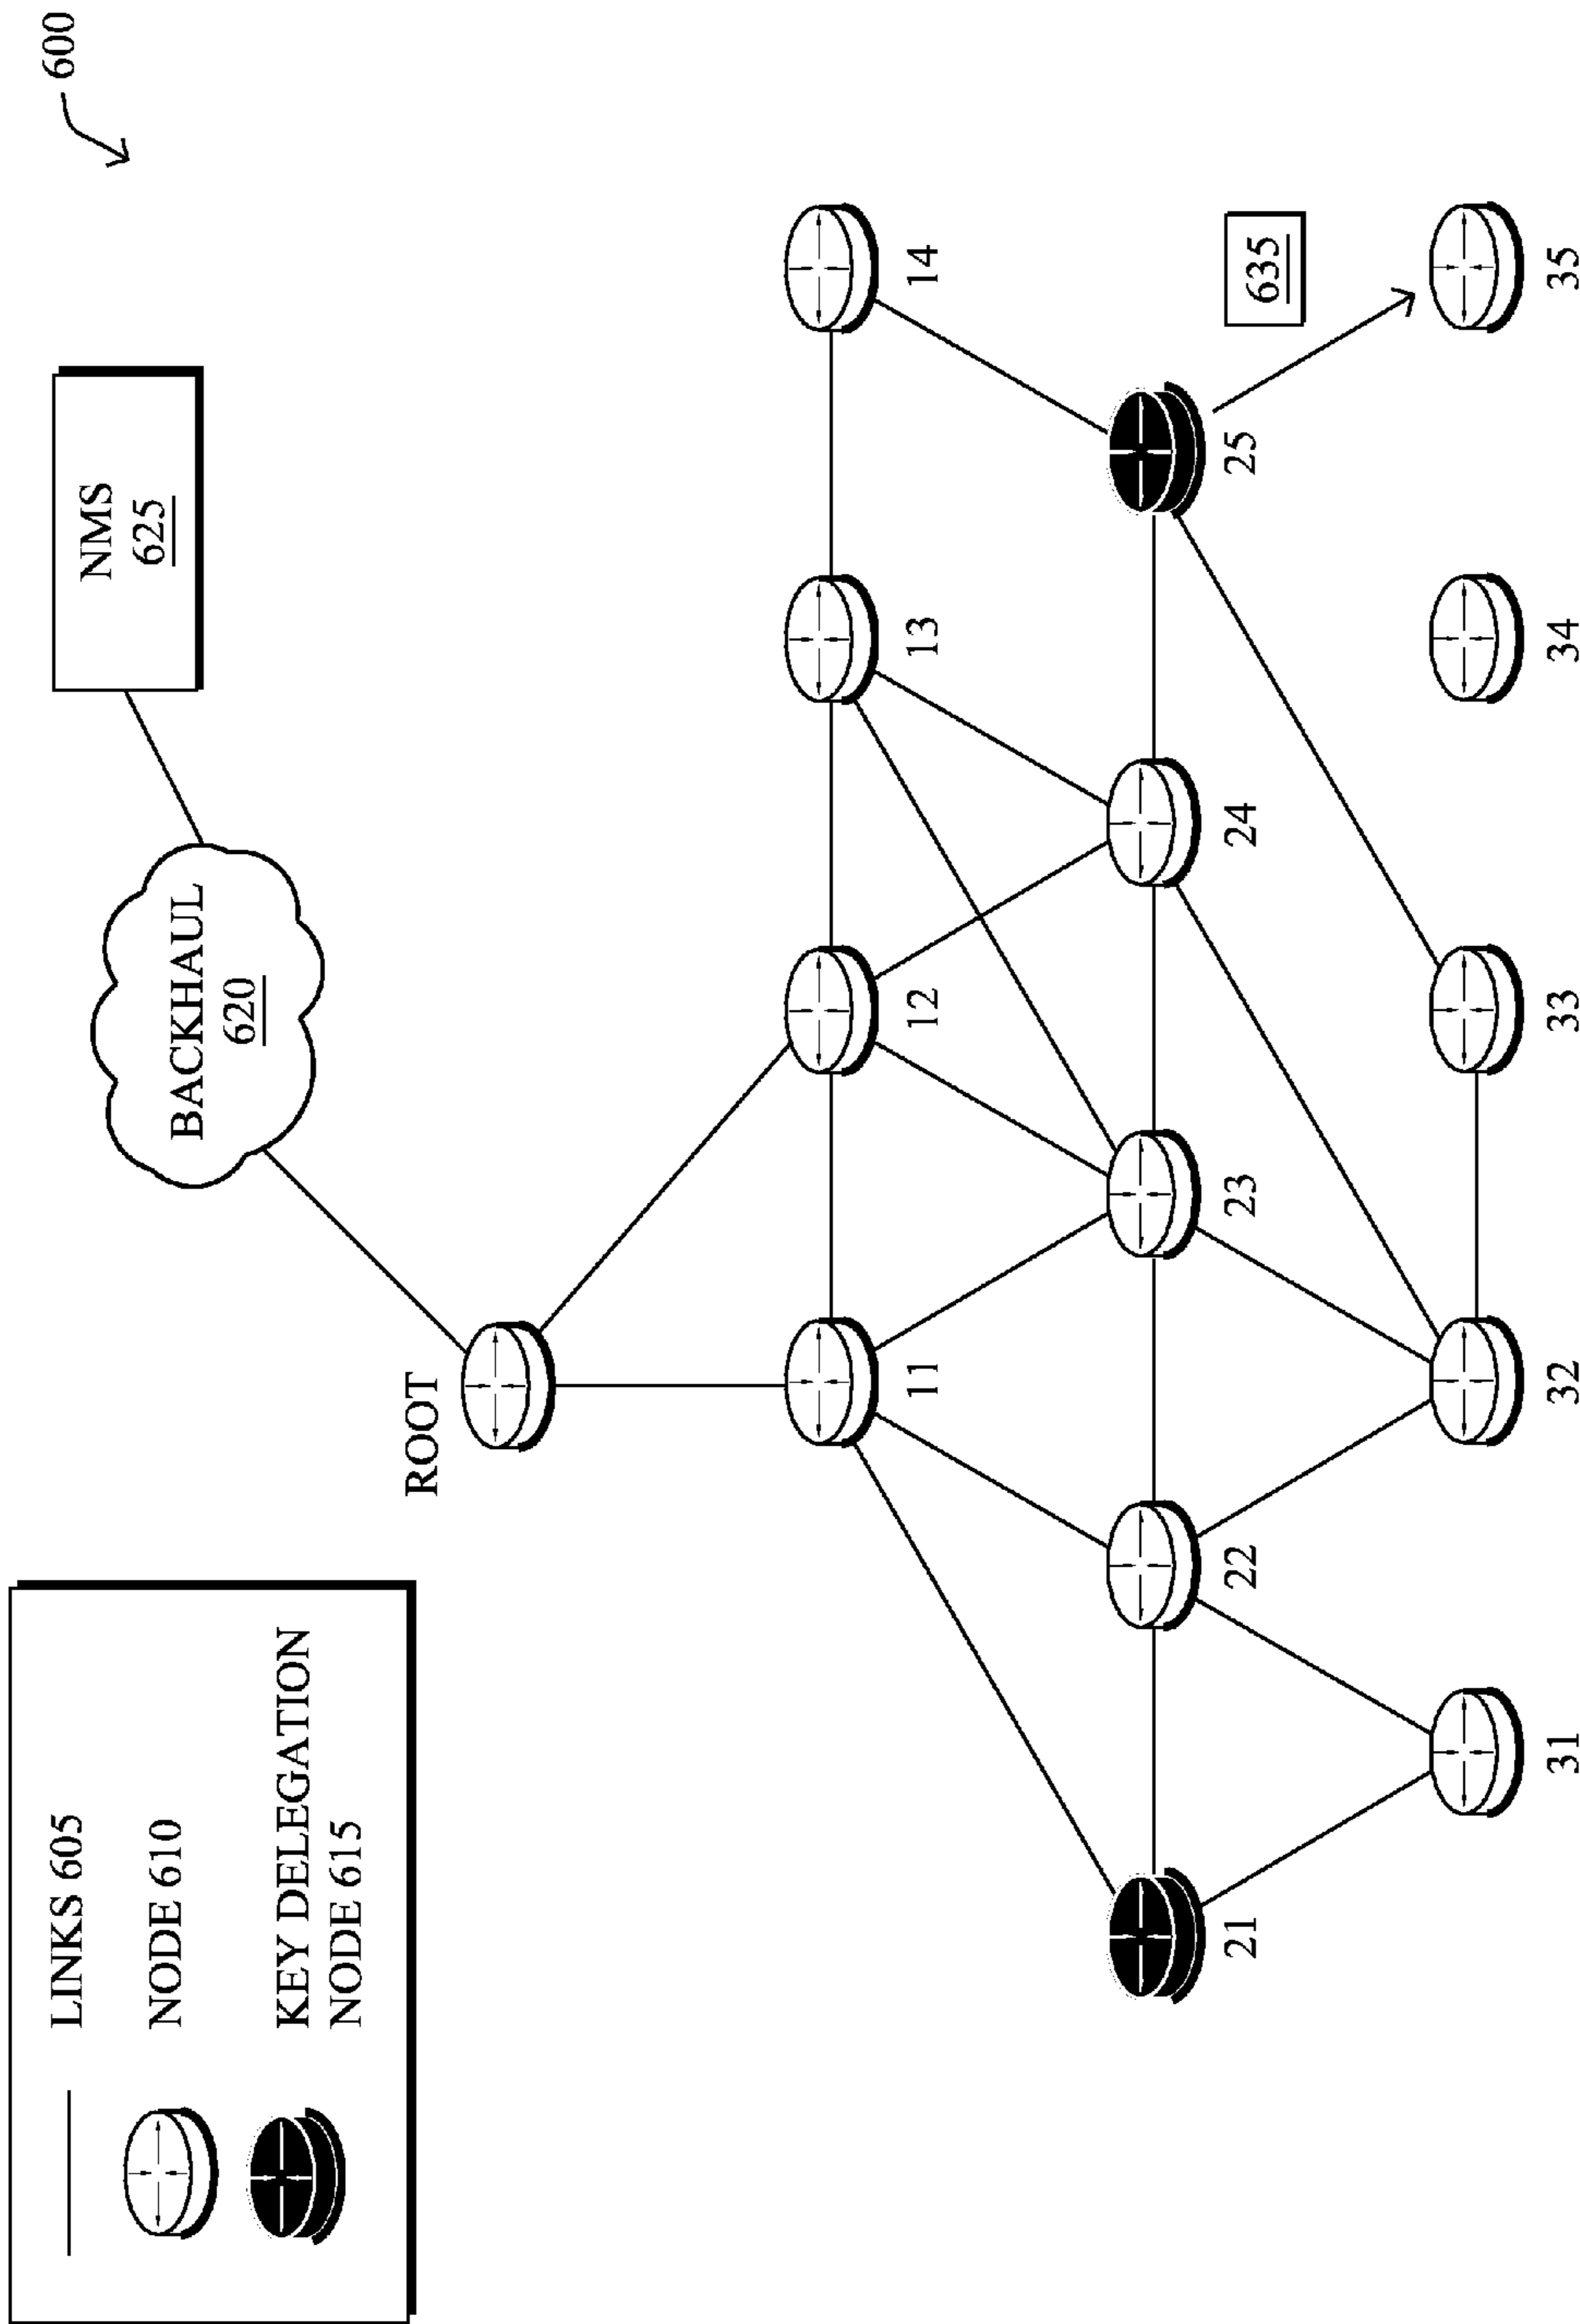 600
LINKS 605
NODE 610
KEY DELEGATION
NODE 615
NMS
625
BACKHAUL
620
ROOT
11
12
13
14
21
22
23
24
25
635
31
32
33
34
35